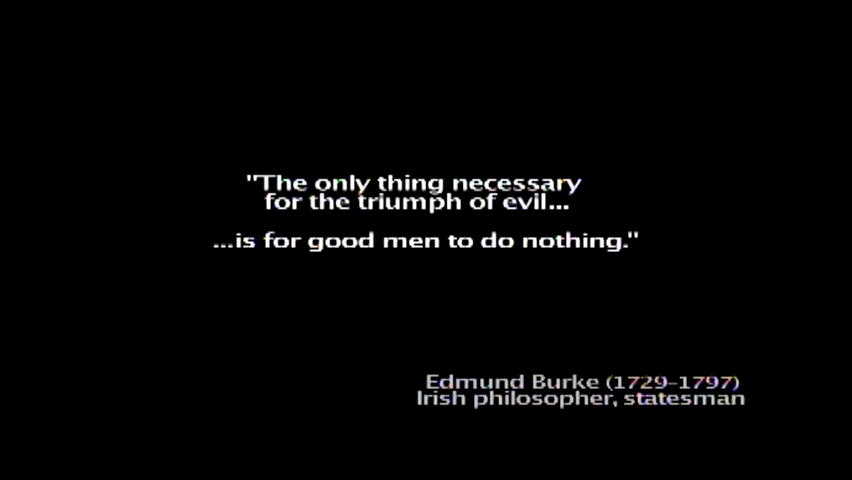 "The only thing necessary
for the triumph of evil...
...is for good men to do nothing."
Edmund Burke (1729-1797)
Irish philosopher, statesman